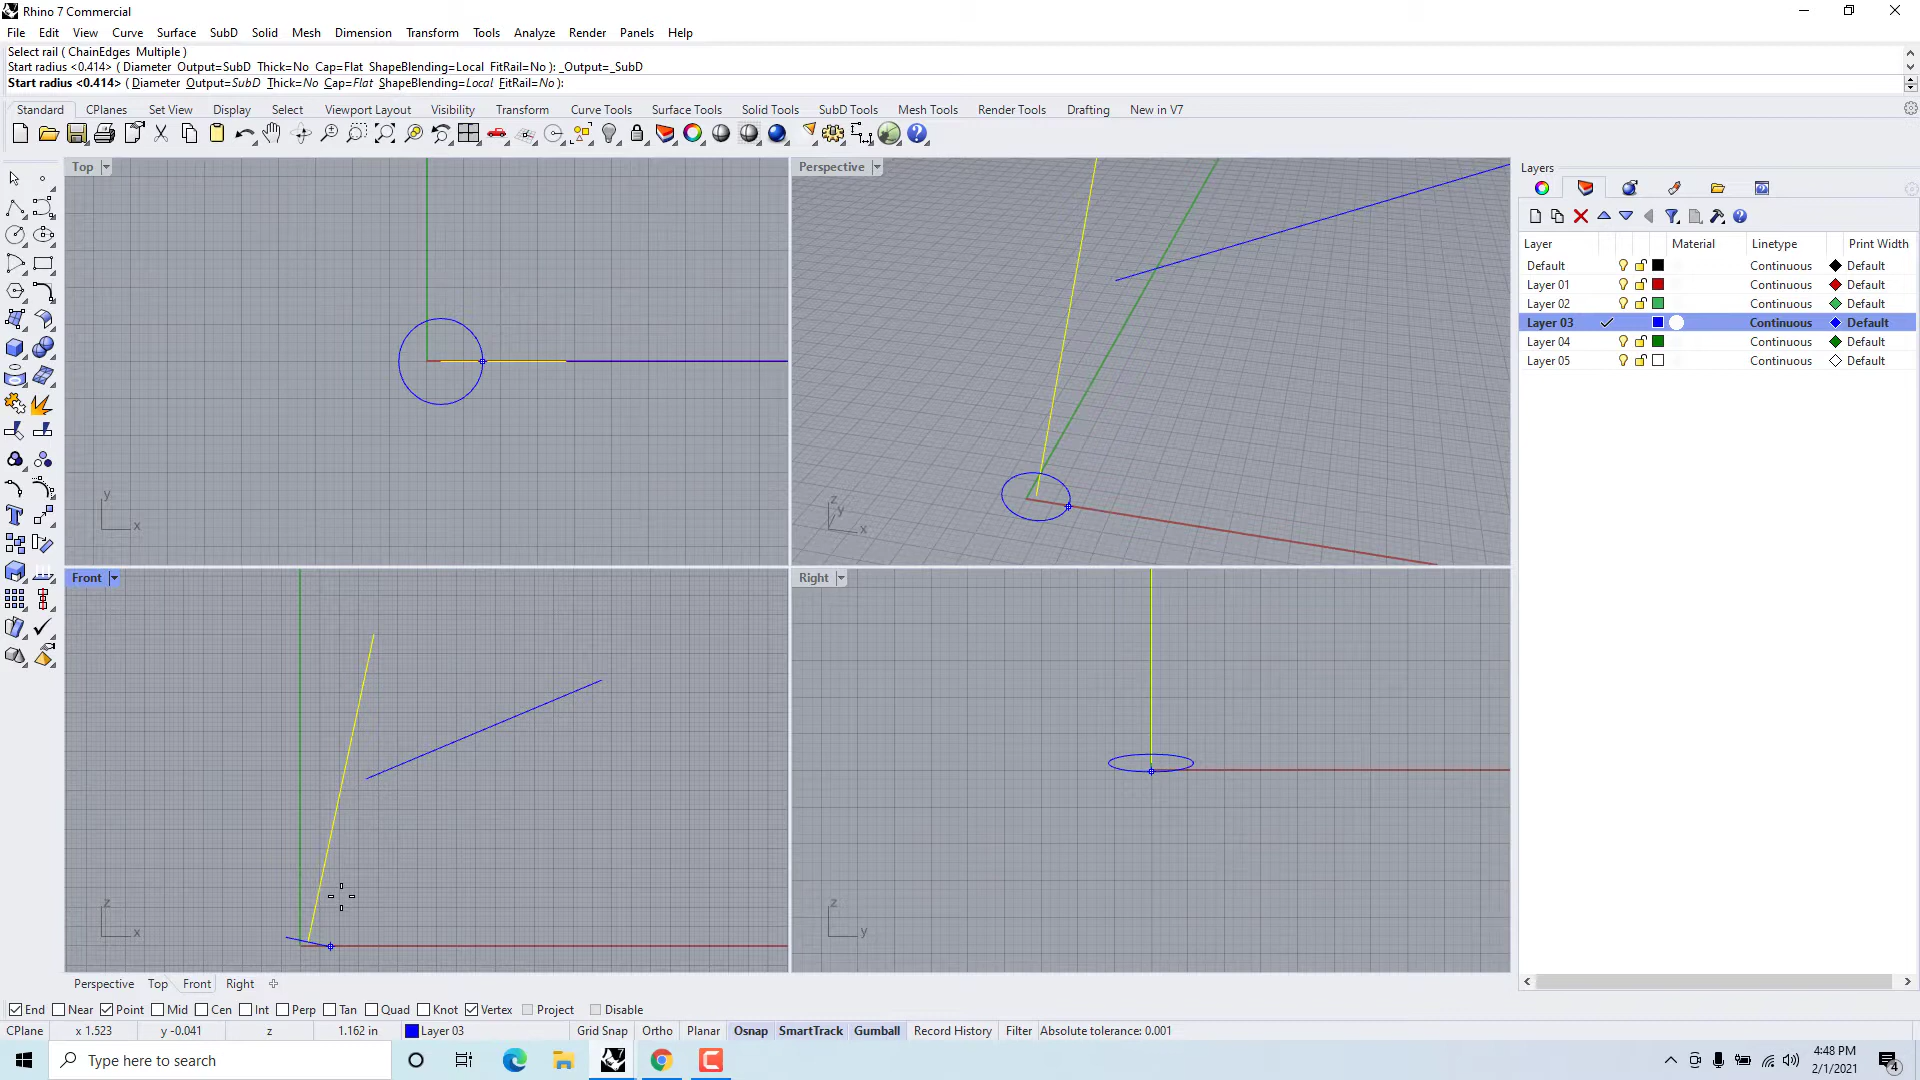 Rhino 7 Commercial
File Edit View Curve Surface SubD Solid Mesh Dimension Transform Tools Analyze Render Panels Help
Select rail ( ChainEdges Multiple )
Start radius <0.414> ( Diameter Output=SubD Thick=No Cap=Flat ShapeBlending=Local FitRail=No ): _Output=_SubD
Start radius <0.414> ( Diameter Output=SubD Thick=No Cap=Flat ShapeBlending=Local FitRail=No ):
Standard CPlanes Set View Display Select Viewport Layout Visibility Transform Curve Tools Surface Tools Solid Tools SubD Tools Mesh Tools Render Tools Drafting New in V7
Top
Perspective
Layers
Layer Material Linetype Print Width
Default Continuous Default
Layer 01 Continuous Default
Layer 02 Continuous Default
Layer 03 Continuous Default
Layer 04 Continuous Default
Layer 05 Continuous Default
y
x
z
y
x
Front
Right
z
x
z
y
Perspective Top Front Right
End Near Point Mid Cen Int Perp Tan Quad Knot Vertex Project Disable
CPlane x 1.523 y -0.041 z 1.162 in Layer 03 Grid Snap Ortho Planar Osnap SmartTrack Gumball Record History Filter Absolute tolerance: 0.001
Type here to search
4:48 PM
2/1/2021
4